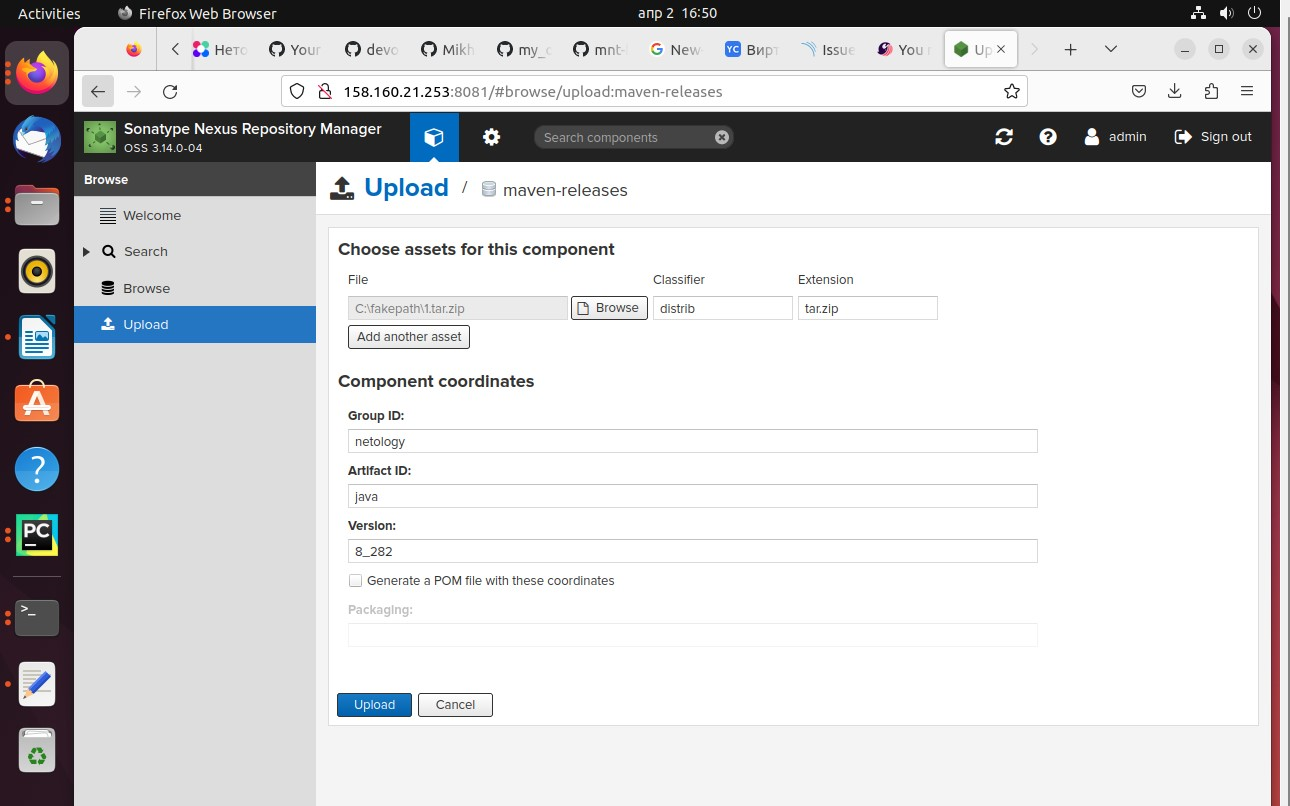 Activities Firefox Web Browser апр 2 16:50
Нето Your devo Mikh my_c mnt- New YC Вирт Issue You Up
158.160.21.253:8081/#browse/upload:maven-releases
Sonatype Nexus Repository Manager
OSS 3.14.0-04
Search components
admin Sign out
Browse
Welcome
Search
Browse
Upload
Upload / maven-releases
Choose assets for this component
File Classifier Extension
C:\fakepath\1.tar.zip Browse distrib tar.zip
Add another asset
Component coordinates
Group ID:
netology
Artifact ID:
java
Version:
8_282
Generate a POM file with these coordinates
Packaging:
Upload Cancel
PC
>_